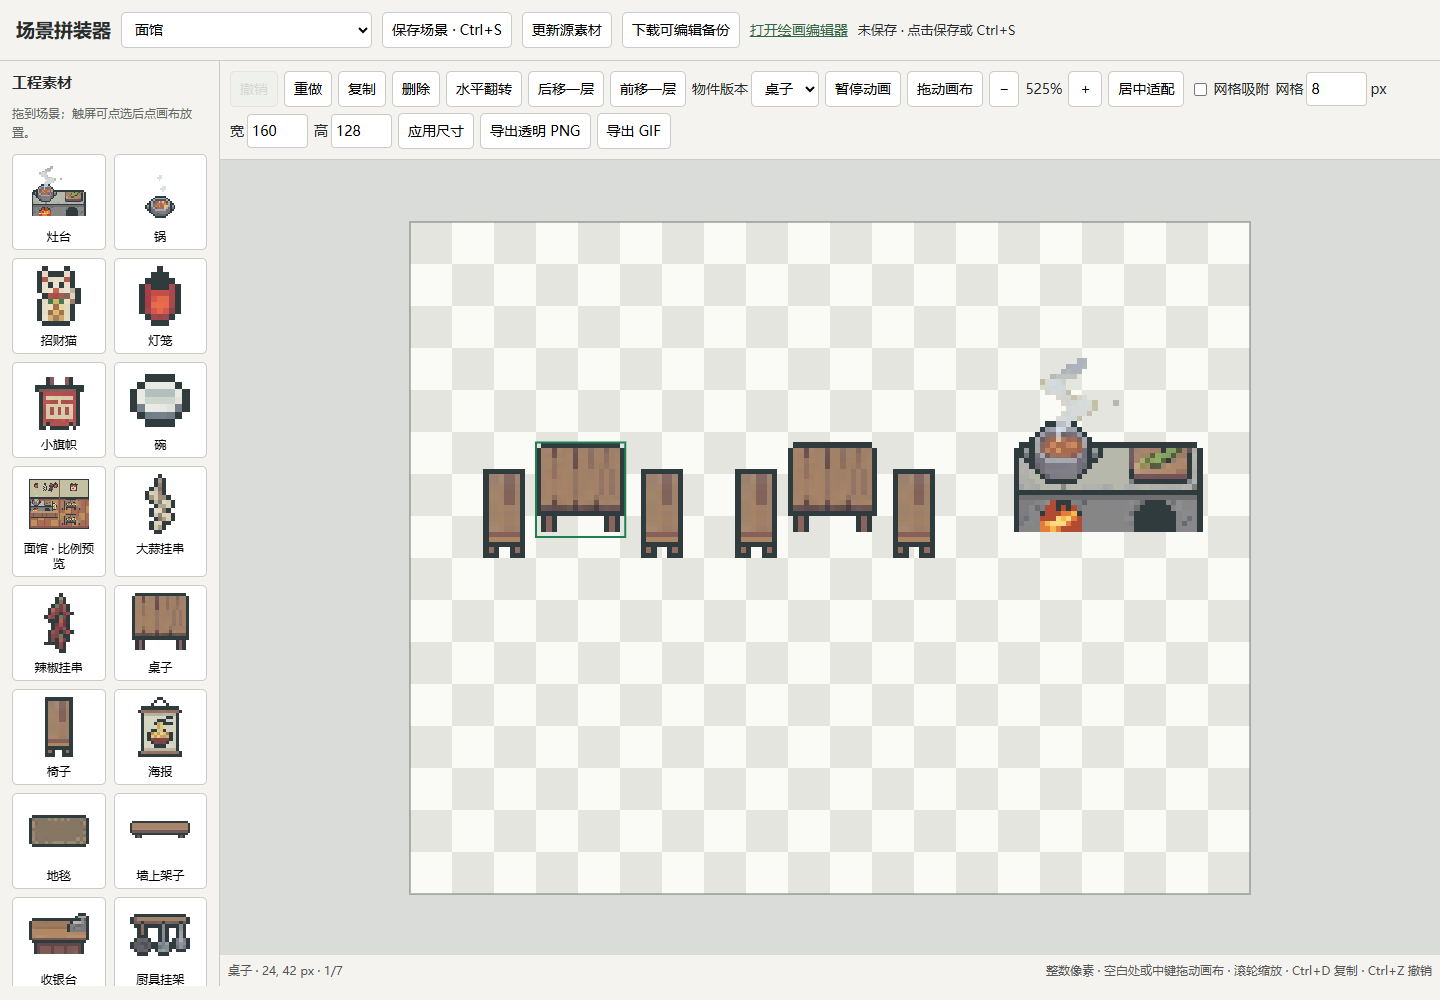 场景拼装器 面馆 保存场景 · Ctrl+S 更新源素材 下载可编辑备份 打开绘画编辑器 未保存 · 点击保存或 Ctrl+S
工程素材
拖到场景；触屏可点选后点画布放
置。
灶台 锅
招财猫 灯笼
小旗帜 碗
面馆 · 比例预
览
大蒜挂串
辣椒挂串 桌子
椅子 海报
地毯 墙上架子
收银台 厨具挂架
撤销 重做 复制 删除 水平翻转 后移一层 前移一层 物件版本 桌子 暂停动画 拖动画布 − 525% + 居中适配 网格吸附 网格 8 px
宽 160 高 128 应用尺寸 导出透明 PNG 导出 GIF
桌子 · 24, 42 px · 1/7
整数像素 · 空白处或中键拖动画布 · 滚轮缩放 · Ctrl+D 复制 · Ctrl+Z 撤销